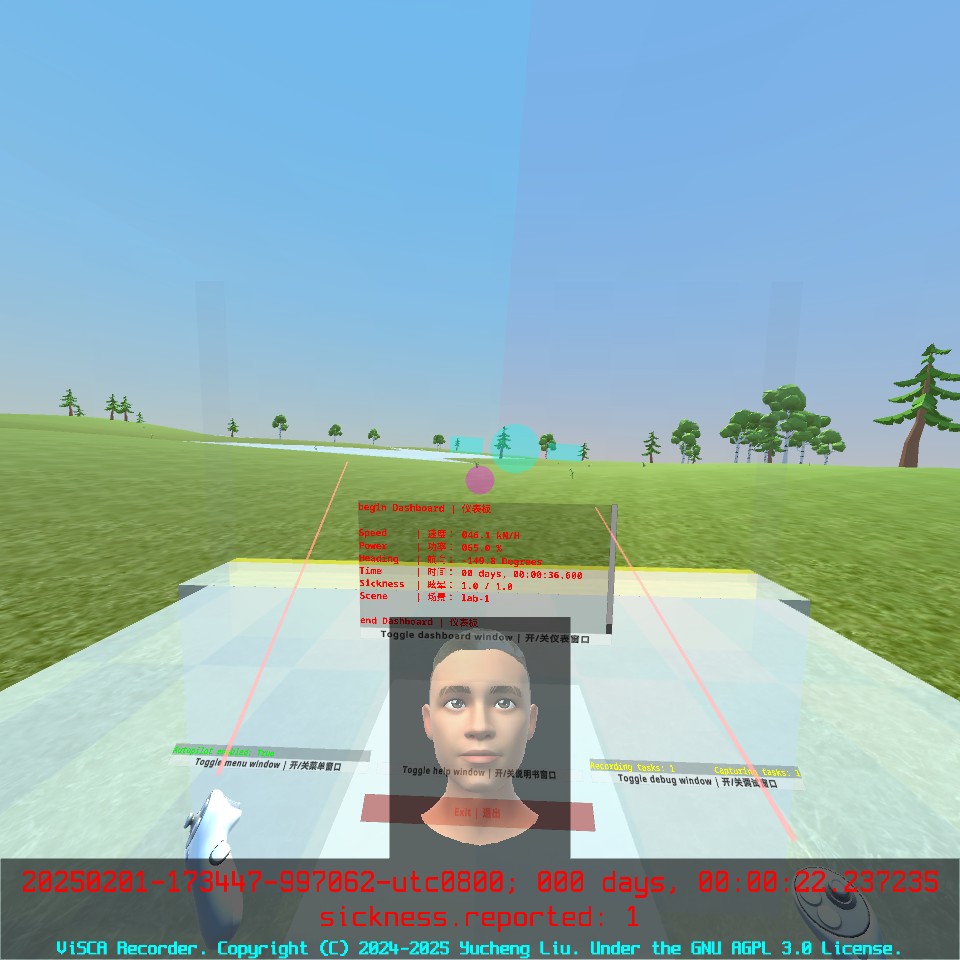 begin Dashboard | 仪表板
Speed | 速度: 046.1 kM/H
Power | 功率: 065.0 %
Heading | 航向: -149.8 Degrees
Time | 时间: 00 days, 00:00:36.600
Sickness | 眩晕: 1.0 / 1.0
Scene | 场景: lab-1
end Dashboard | 仪表板
Toggle dashboard window | 开/关仪表窗口
Autopilot enabled: True
Toggle menu window | 开/关菜单窗口
Toggle help window | 开/关说明书窗口
Recording tasks: 1 Capturing tasks: 1
Toggle debug window | 开/关调试窗口
Exit | 退出
20250201-173447-997062-utc0800; 000 days, 00:00:22.237235
sickness.reported: 1
ViSCA Recorder. Copyright (C) 2024-2025 Yucheng Liu. Under the GNU AGPL 3.0 License.